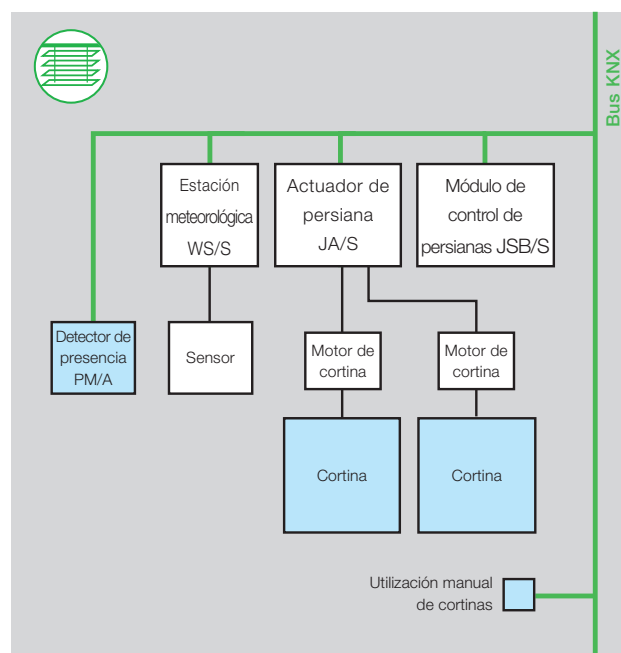 Bus KNX
Estación
meteorológica
WS/S
Actuador de
persiana
JA/S
Módulo de
control de
persianas JSB/S
Detector de
presencia
PM/A
Sensor
Motor de
cortina
Motor de
cortina
Cortina
Cortina
Utilización manual
de cortinas